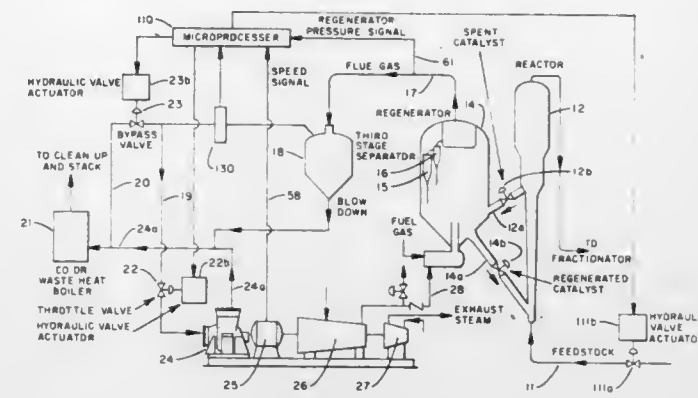 110
MICROPROCESSER
REGENERATOR
PRESSURE SIGNAL
SPENT
CATALYST
REACTOR
61
HYDRAULIC VALVE
ACTUATOR
23b
SPEED
SIGNAL
FLUE GAS
17
23
REGENERATOR
14
12
BYPASS
VALVE
130
18
THIRD
STAGE
SEPARATOR
16
15
12b
TO CLEAN UP
AND STACK
20
19
58
BLOW
DOWN
12a
21
24a
FUEL
GAS
14b
TO
FRACTIONATOR
CO OR
WASTE HEAT
BOILER
22
22b
24a
14a
REGENERATED
CATALYST
28
THROTTLE VALVE
HYDRAULIC VALVE
ACTUATOR
EXHAUST
STEAM
111b
HYDRAULIC
VALVE
ACTUATO
24
25
26
27
FEEDSTOCK
11
111a